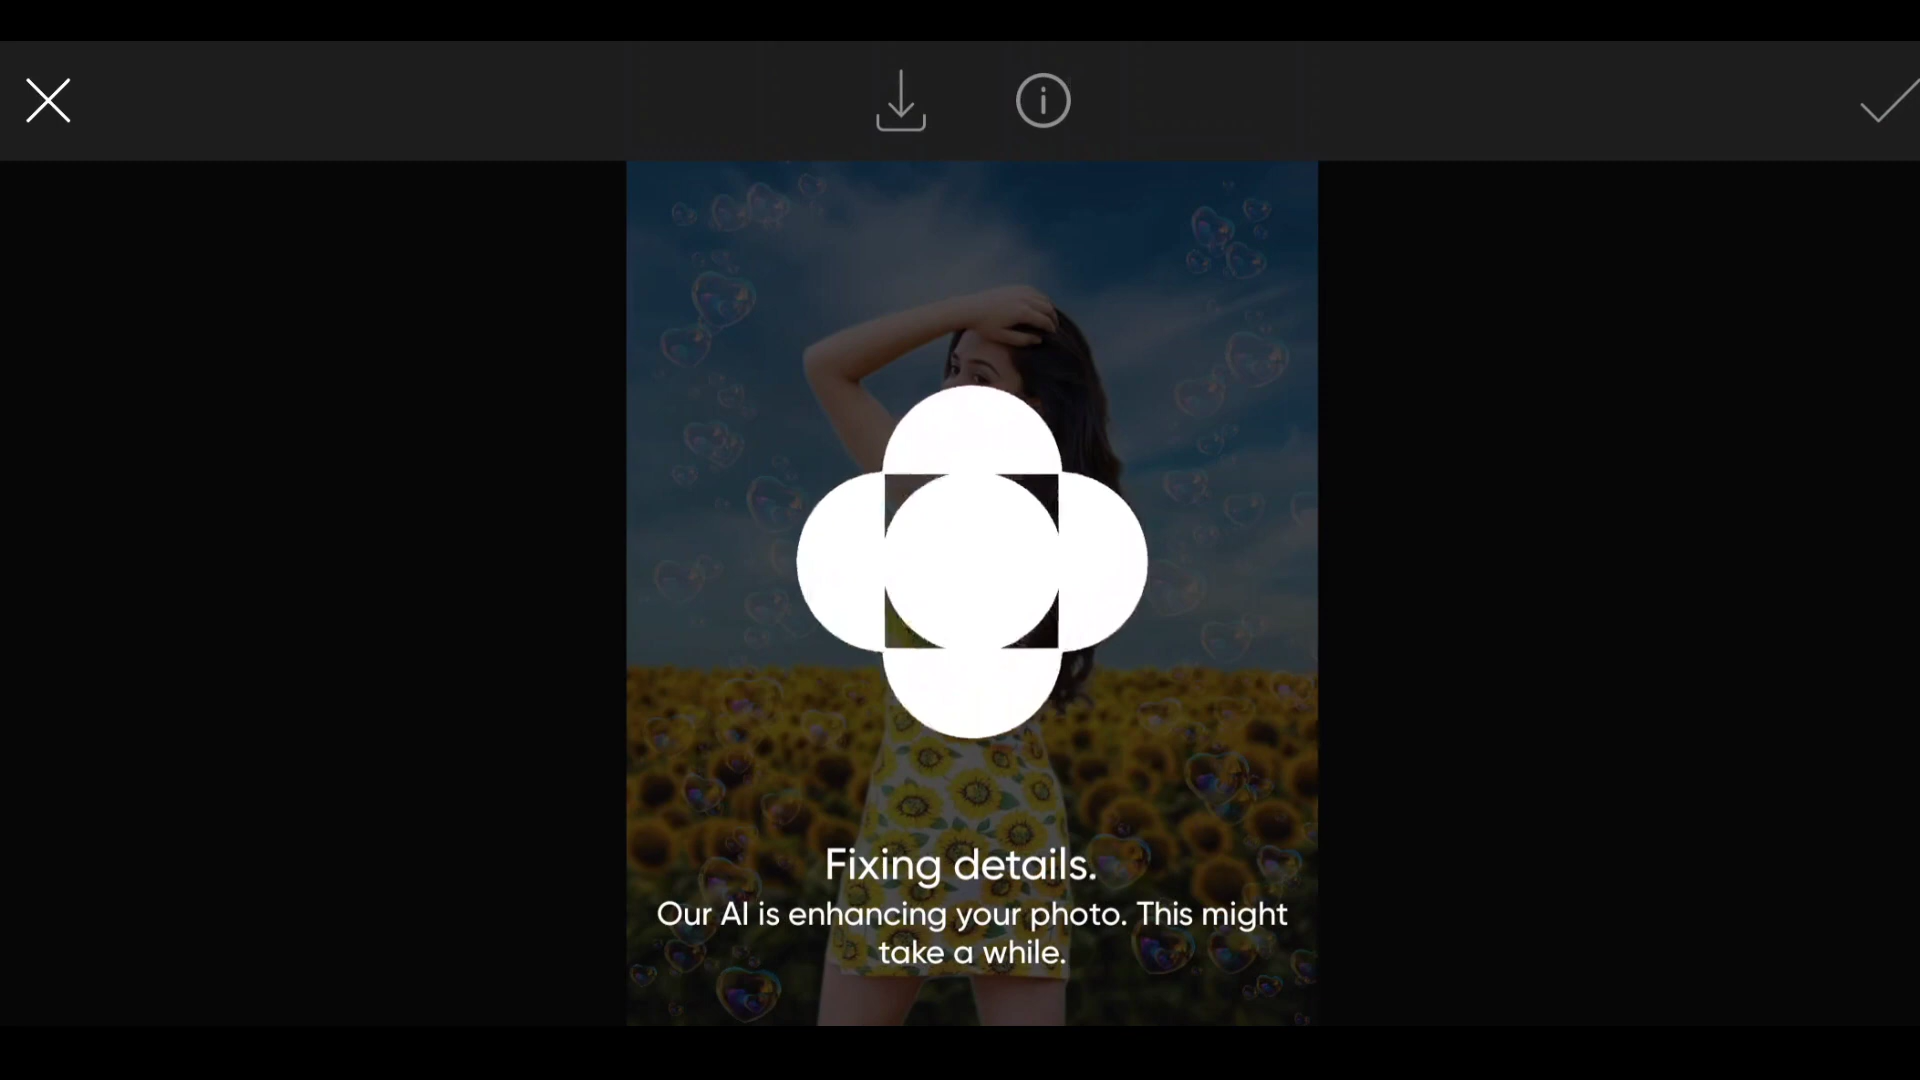 Fixing details.
Our AI is enhancing your photo. This might
take a while.